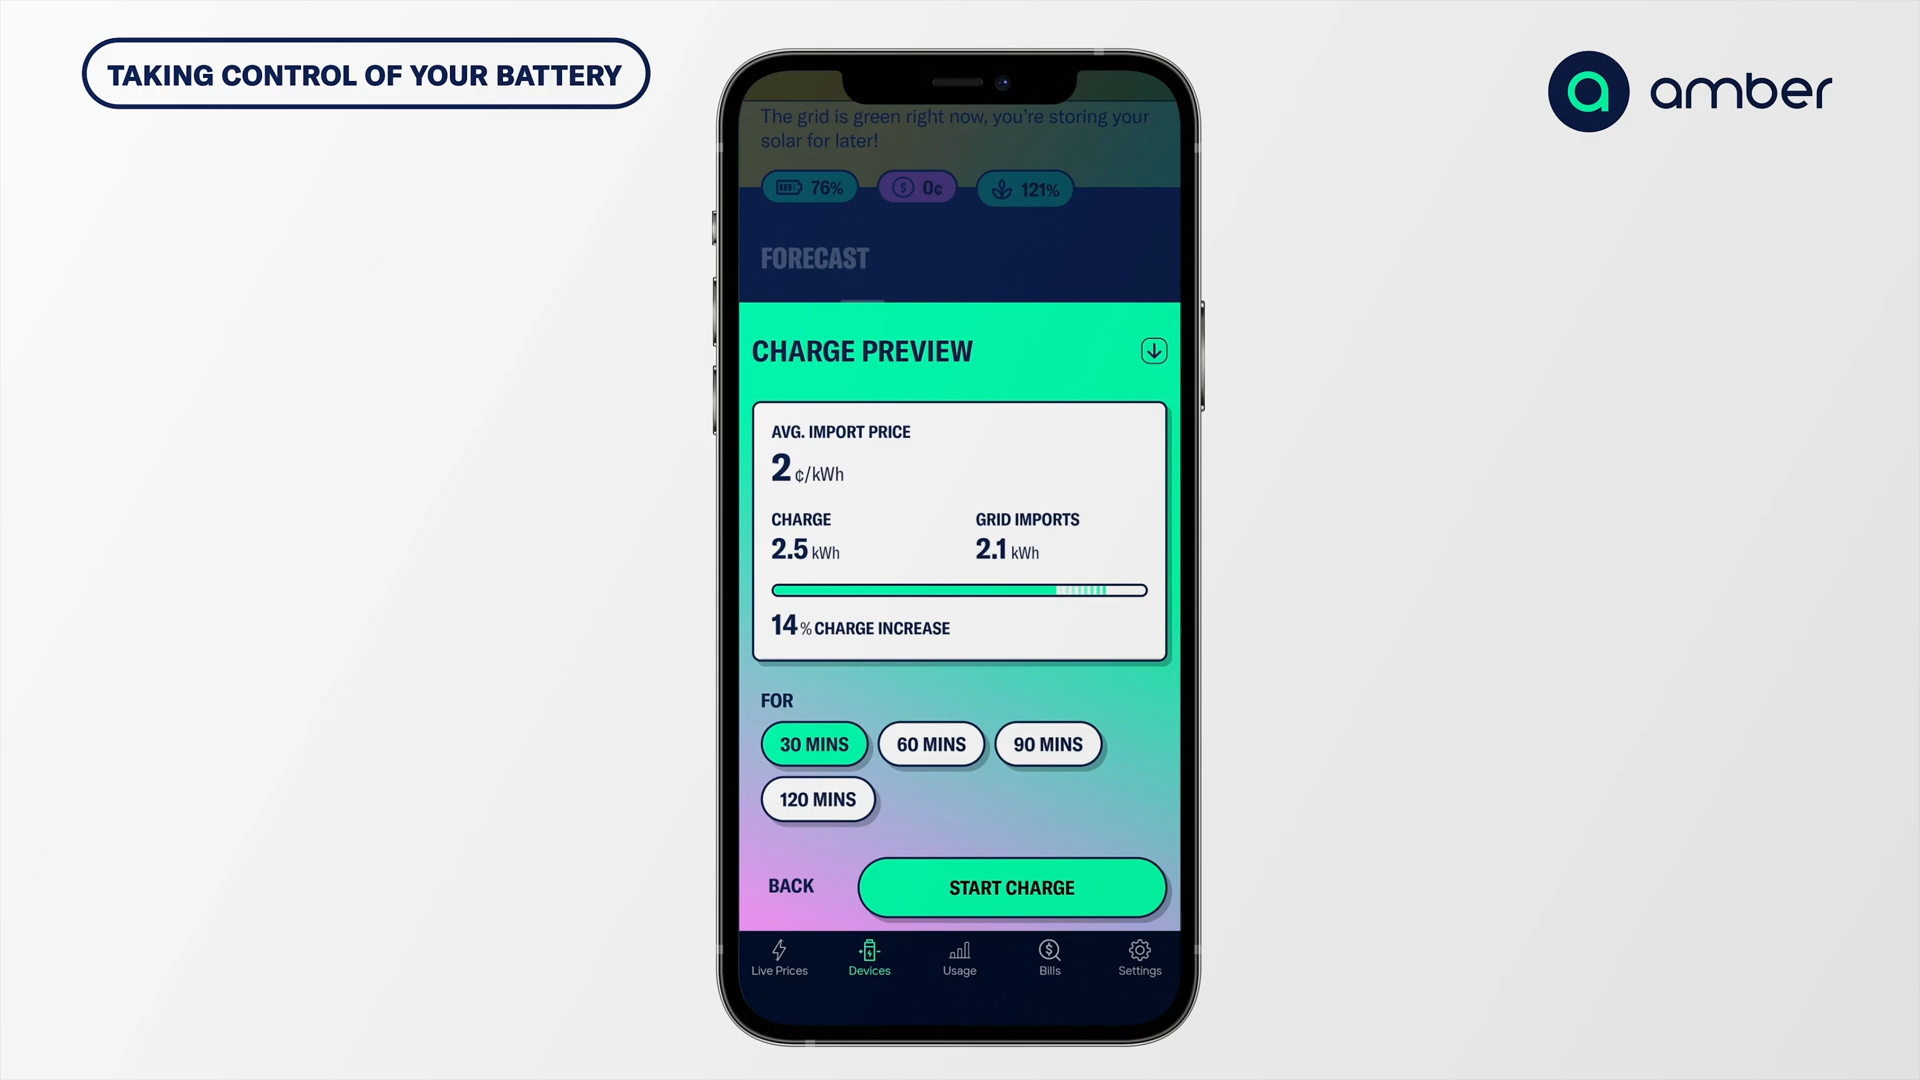 TAKING CONTROL OF YOUR BATTERY
amber
The grid is green right now, you're storing your
solar for later!
76%
0¢
121%
FORECAST
CHARGE PREVIEW
AVG. IMPORT PRICE
2 ¢/kWh
CHARGE
GRID IMPORTS
2.5 kWh
2.1 kWh
14% CHARGE INCREASE
FOR
30 MINS
60 MINS
90 MINS
120 MINS
BACK
START CHARGE
Live Prices
Devices
Usage
Bills
Settings